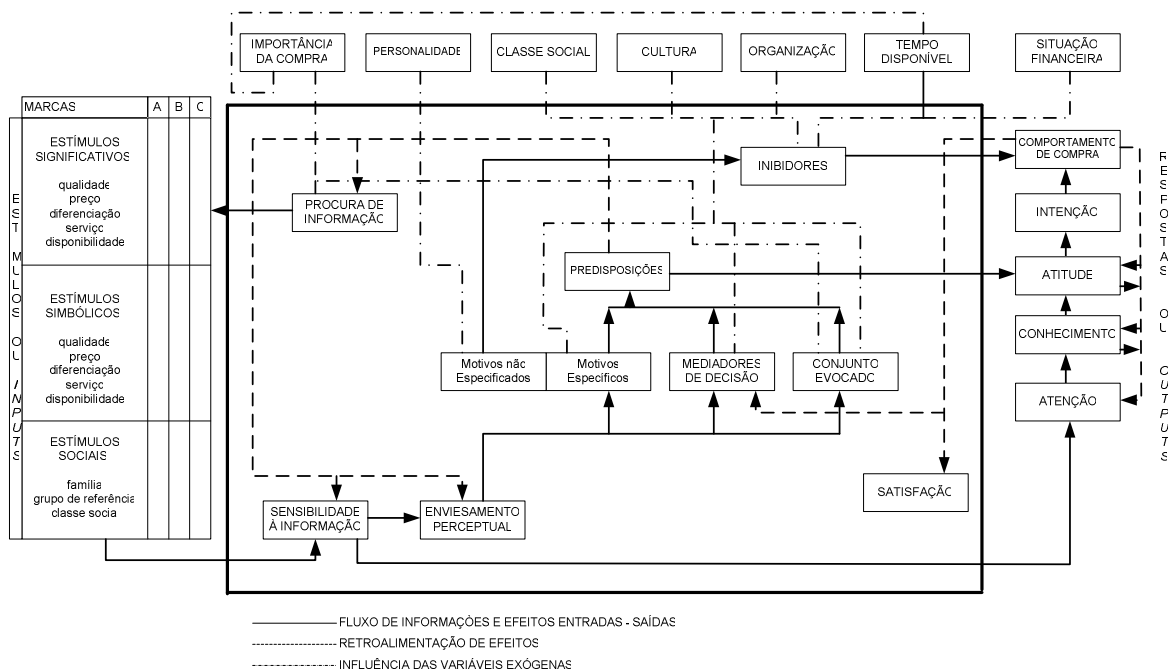 IMPORTÂNCIA
DA COMPRA
PERSONALIDADE
CLASSE SOCIAL
CULTURA
ORGANIZAÇÃO
TEMPO
DISPONÍVEL
SITUAÇÃO
FINANCEIRA
MARCAS
A
B
C
ESTÍMULOS OU INPUTS
ESTÍMULOS
SIGNIFICATIVOS
qualidade
preço
diferenciação
serviço
disponibilidade
ESTÍMULOS
SIMBÓLICOS
qualidade
preço
diferenciação
serviço
disponibilidade
ESTÍMULOS
SOCIAIS
família
grupo de referência
classe social
PROCURA DE
INFORMAÇÃO
INIBIDORES
PREDISPOSIÇÕES
Motivos não
Especificados
Motivos
Específicos
MEDIADORES
DE DECISÃO
CONJUNTO
EVOCADO
SATISFAÇÃO
SENSIBILIDADE
À INFORMAÇÃO
ENVIESAMENTO
PERCEPTUAL
COMPORTAMENTO
DE COMPRA
INTENÇÃO
ATITUDE
CONHECIMENTO
ATENÇÃO
RESPOSTAS OU OUTPUTS
FLUXO DE INFORMAÇÕES E EFEITOS ENTRADAS - SAÍDAS
RETROALIMENTAÇÃO DE EFEITOS
INFLUÊNCIA DAS VARIÁVEIS EXÓGENAS